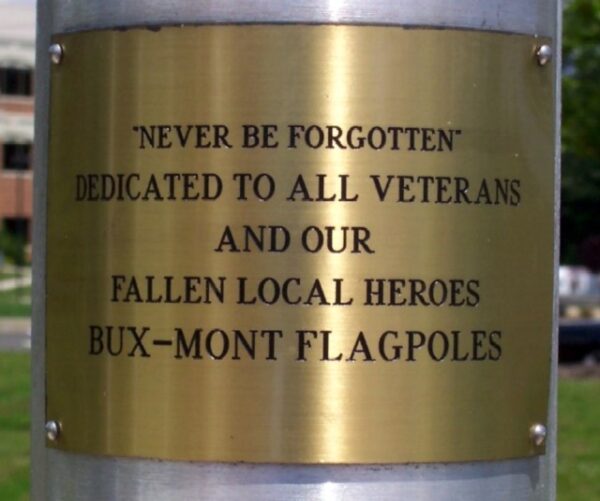 "NEVER BE FORGOTTEN"
DEDICATED TO ALL VETERANS
AND OUR
FALLEN LOCAL HEROES
BUX-MONT FLAGPOLES